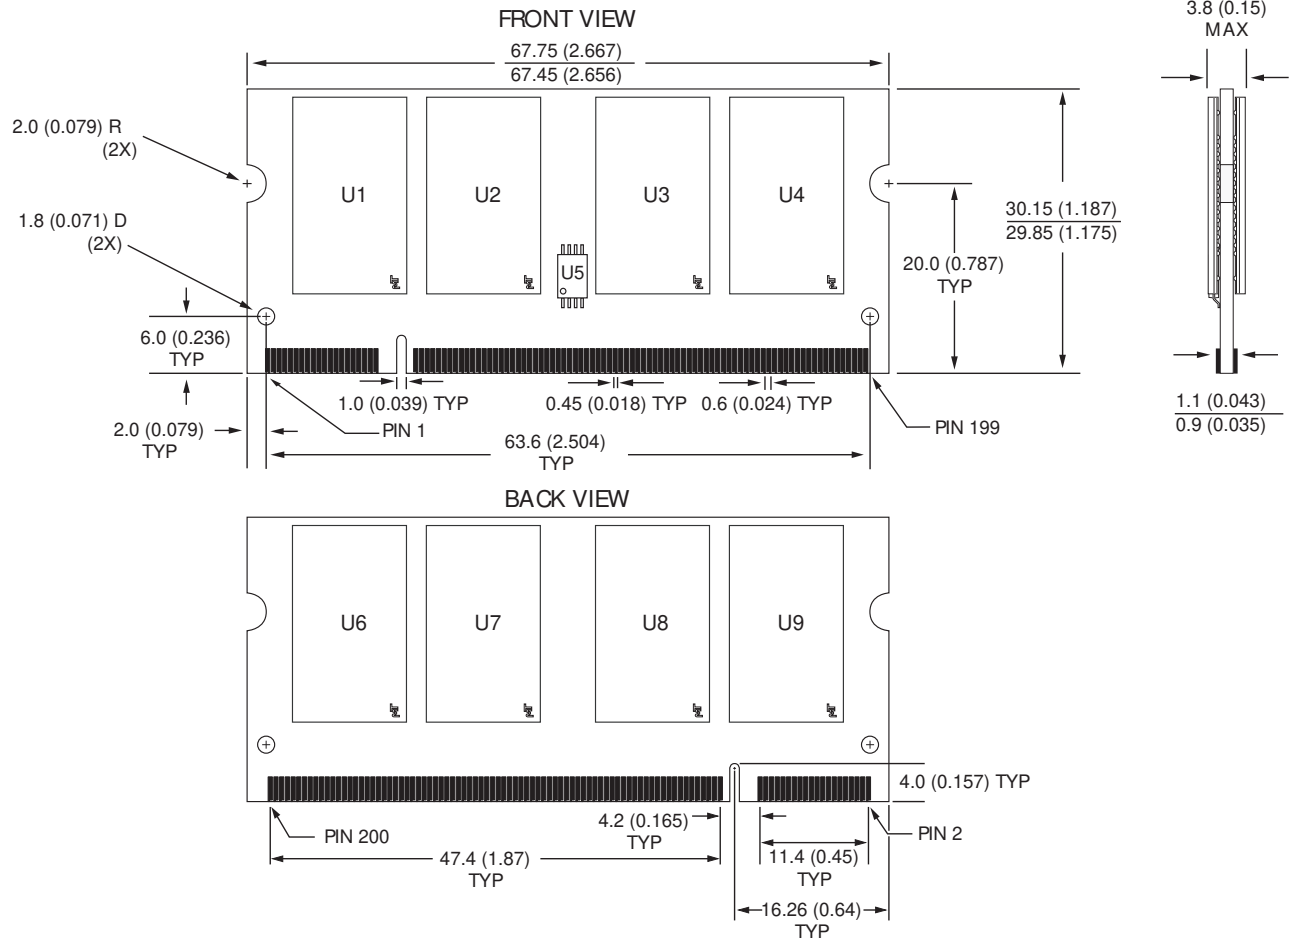 FRONT VIEW
67.75 (2.667)
67.45 (2.656)
3.8 (0.15)
MAX
2.0 (0.079) R
(2X)
U1
U2
U3
U4
1.8 (0.071) D
(2X)
U5
30.15 (1.187)
29.85 (1.175)
20.0 (0.787)
TYP
6.0 (0.236)
TYP
1.0 (0.039) TYP
0.45 (0.018) TYP
0.6 (0.024) TYP
1.1 (0.043)
0.9 (0.035)
2.0 (0.079)
TYP
PIN 1
PIN 199
63.6 (2.504)
TYP
BACK VIEW
U6
U7
U8
U9
4.0 (0.157) TYP
PIN 200
4.2 (0.165)
TYP
PIN 2
47.4 (1.87)
TYP
11.4 (0.45)
TYP
16.26 (0.64)
TYP